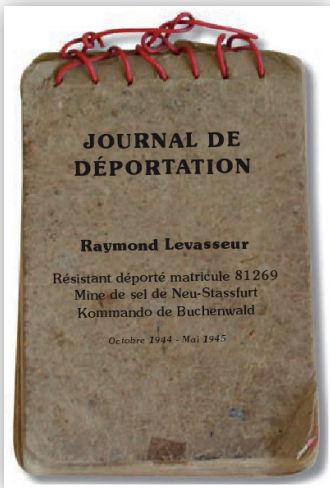 JOURNAL DE
DÉPORTATION
Raymond Levasseur
Résistant déporté matricule 81269
Mine de sel de Neu-Stassfurt
Kommando de Buchenwald
Octobre 1944 - Mai 1945